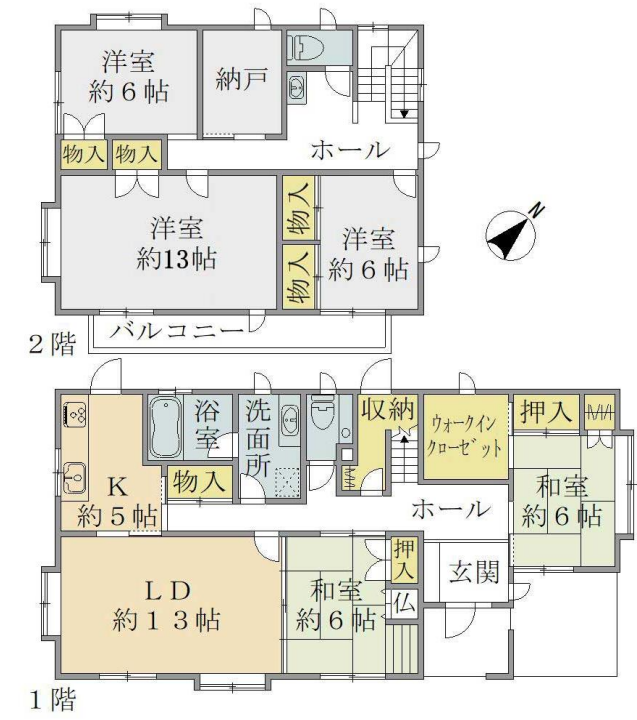 洋室
約６帖
納戸
ホール
物入
物入
洋室
約13帖
物入
物入
洋室
約６帖
バルコニー
２階
N
浴室
洗面所
収納
ウォークイン
クローゼット
押入
K
約５帖
物入
ホール
和室
約６帖
ＬＤ
約１３帖
和室
約６帖
押入
仏
玄関
１階